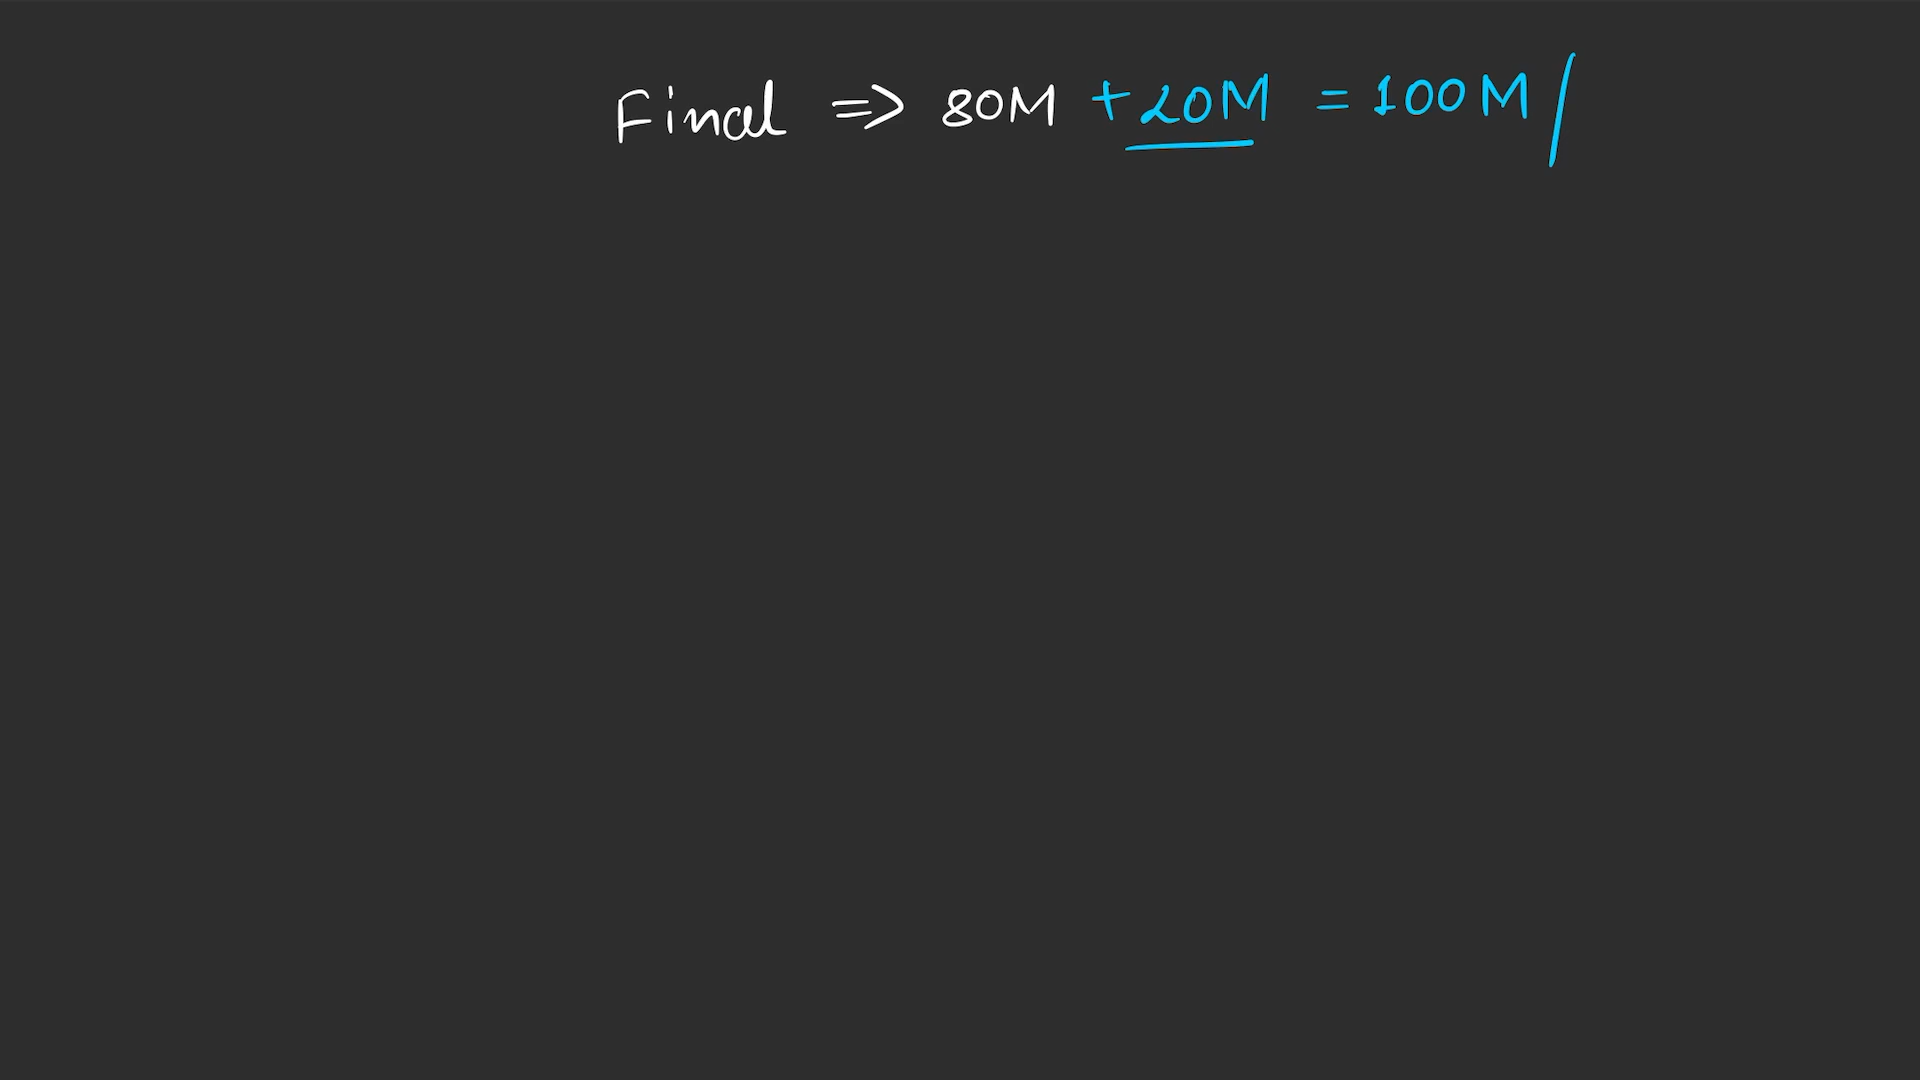 Final => 80M + 20M = 100M/